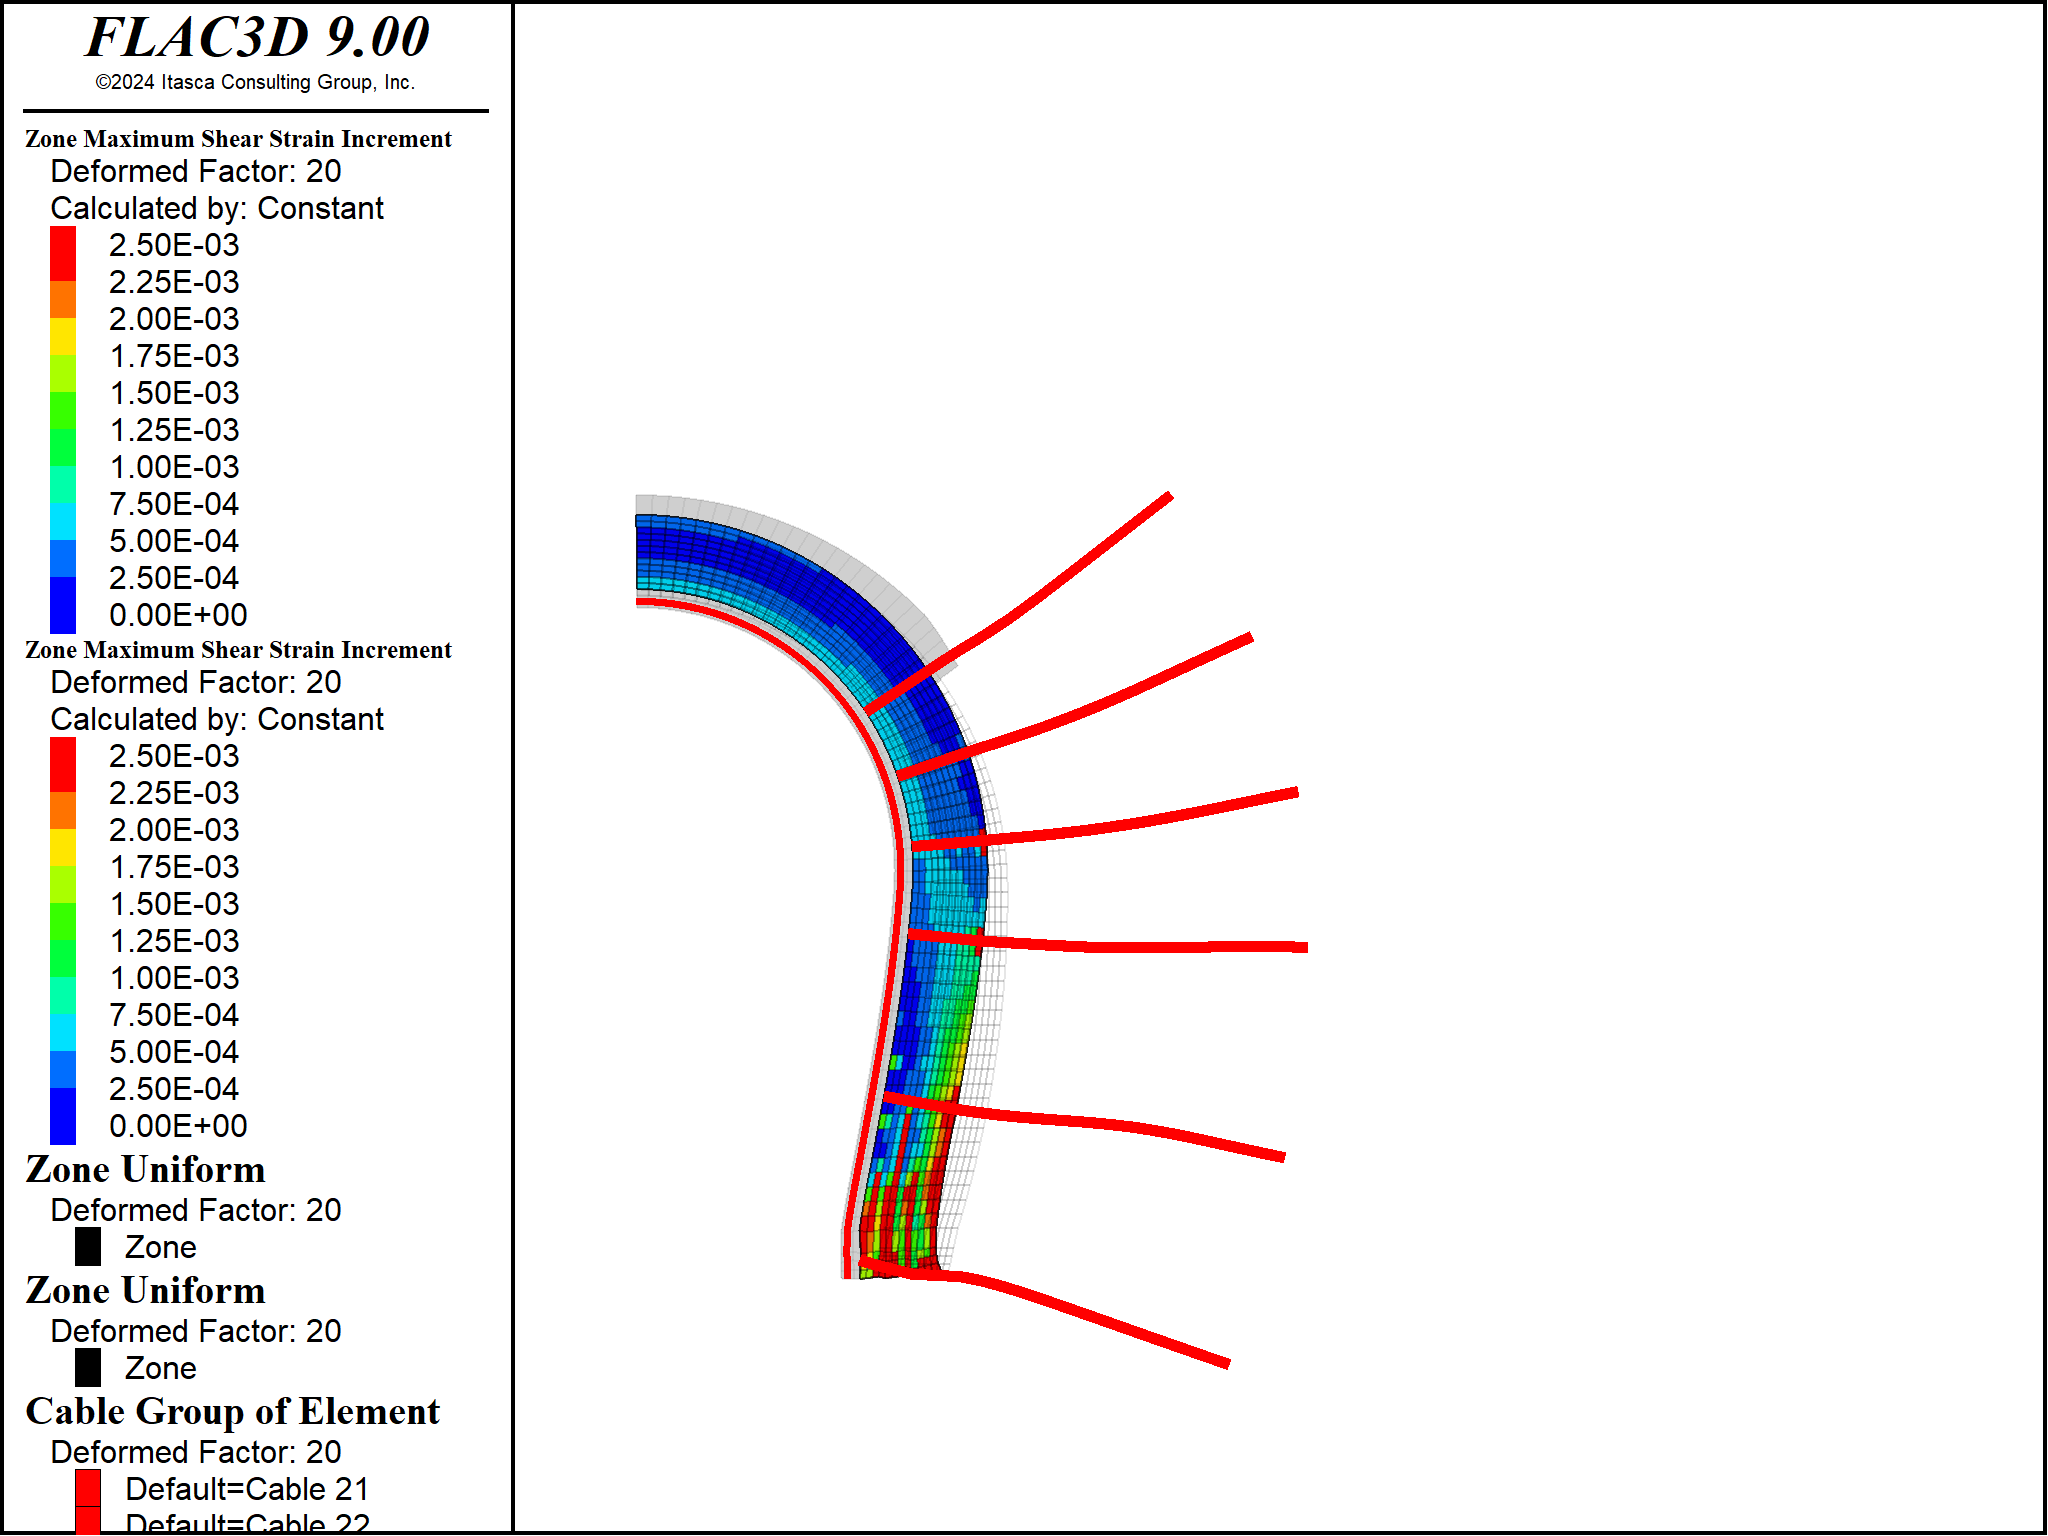 FLAC3D 9.00
©2024 Itasca Consulting Group, Inc.
Zone Maximum Shear Strain Increment
Deformed Factor: 20
Calculated by: Constant
2.50E-03
2.25E-03
2.00E-03
1.75E-03
1.50E-03
1.25E-03
1.00E-03
7.50E-04
5.00E-04
2.50E-04
0.00E+00
Zone Maximum Shear Strain Increment
Deformed Factor: 20
Calculated by: Constant
2.50E-03
2.25E-03
2.00E-03
1.75E-03
1.50E-03
1.25E-03
1.00E-03
7.50E-04
5.00E-04
2.50E-04
0.00E+00
Zone Uniform
Deformed Factor: 20
Zone
Zone Uniform
Deformed Factor: 20
Zone
Cable Group of Element
Deformed Factor: 20
Default=Cable 21
Default=Cable 22